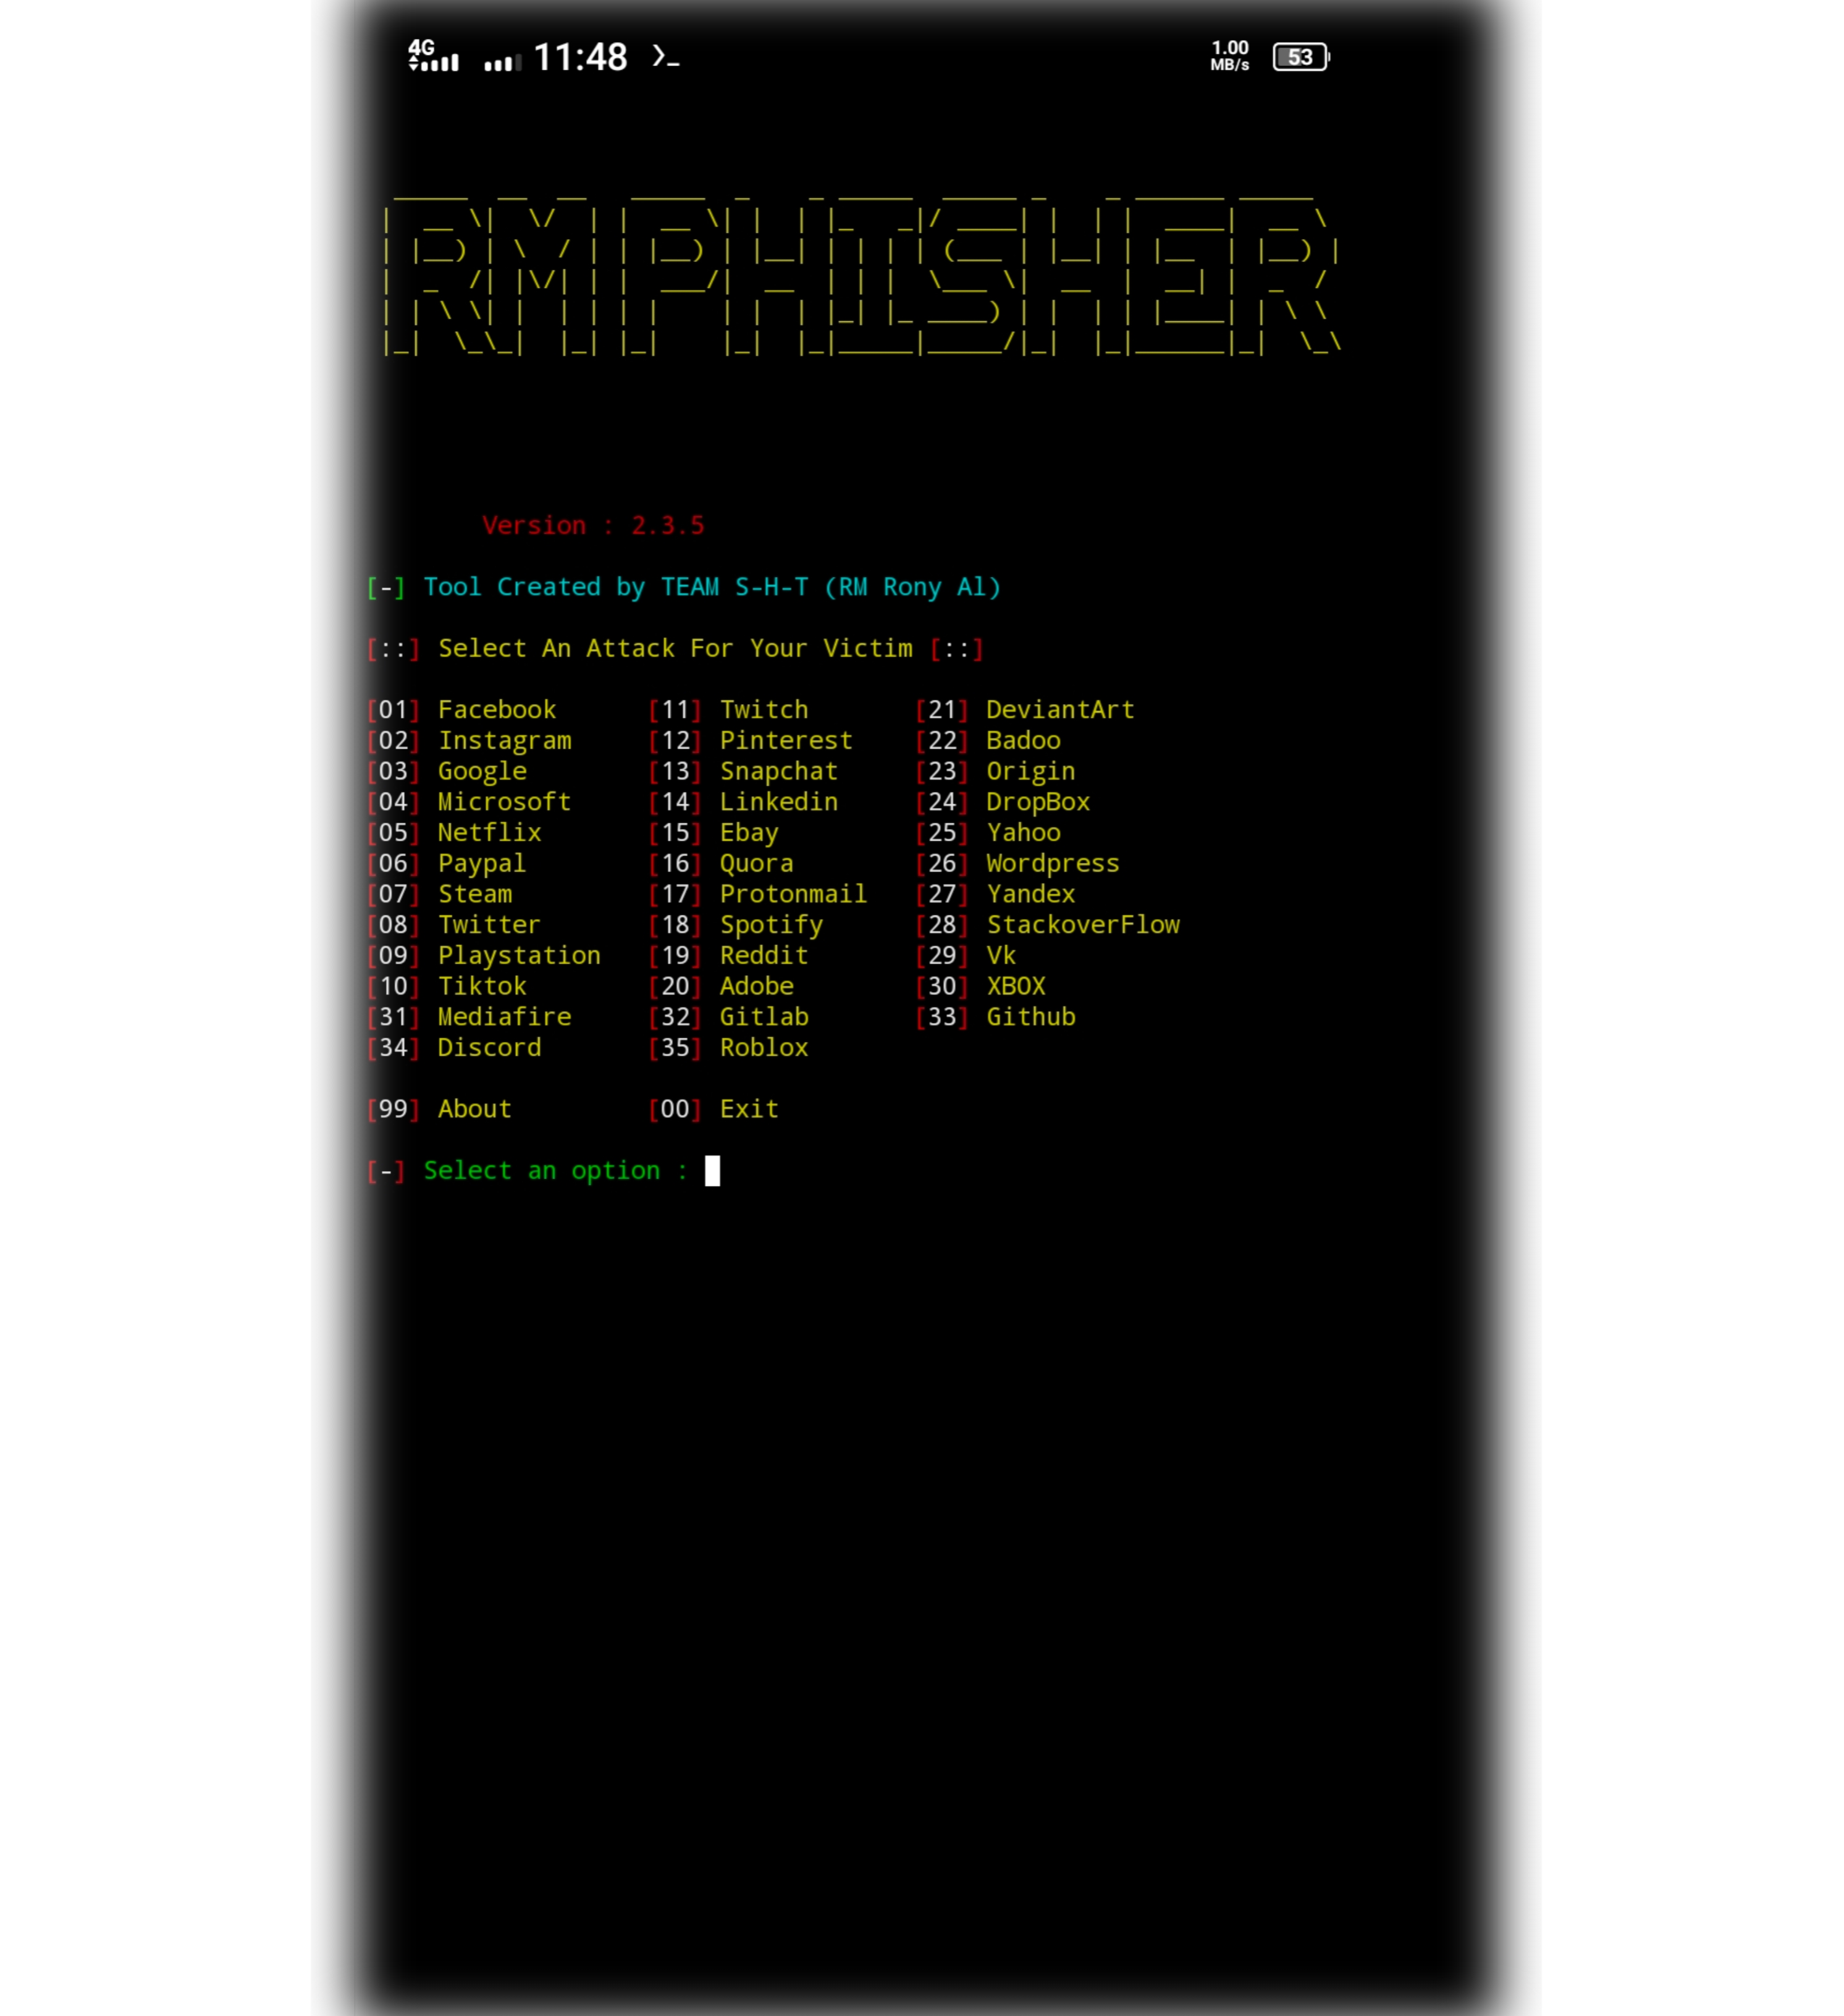 4G 11:48 1.00 MB/s 53
RMPHISHER
Version : 2.3.5
[-] Tool Created by TEAM S-H-T (RM Rony Al)
[::] Select An Attack For Your Victim [::]
[01] Facebook [11] Twitch [21] DeviantArt
[02] Instagram [12] Pinterest [22] Badoo
[03] Google [13] Snapchat [23] Origin
[04] Microsoft [14] Linkedin [24] DropBox
[05] Netflix [15] Ebay [25] Yahoo
[06] Paypal [16] Quora [26] Wordpress
[07] Steam [17] Protonmail [27] Yandex
[08] Twitter [18] Spotify [28] StackoverFlow
[09] Playstation [19] Reddit [29] Vk
[10] Tiktok [20] Adobe [30] XBOX
[31] Mediafire [32] Gitlab [33] Github
[34] Discord [35] Roblox
[99] About [00] Exit
[-] Select an option :